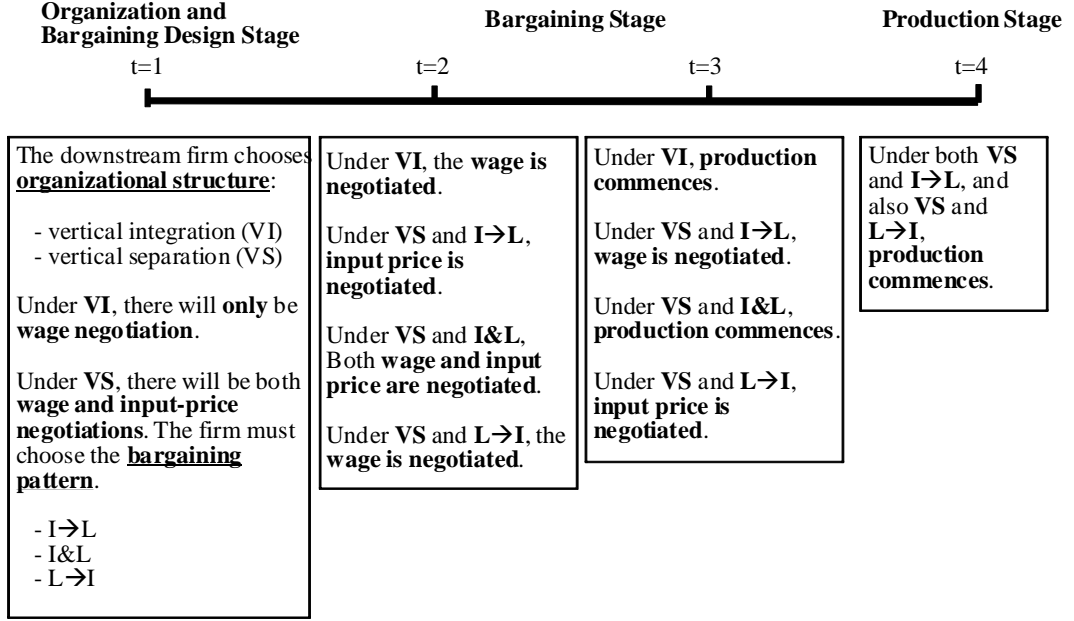 Organization and
Bargaining Design Stage
Bargaining Stage
Production Stage
t=1
t=2
t=3
t=4
The downstream firm chooses
organizational structure:
- vertical integration (VI)
- vertical separation (VS)
Under VI, there will only be
wage negotiation.
Under VS, there will be both
wage and input-price
negotiations. The firm must
choose the bargaining
pattern.
- I→L
- I&L
- L→I
Under VI, the wage is
negotiated.
Under VS and I→L,
input price is
negotiated.
Under VS and I&L,
Both wage and input
price are negotiated.
Under VS and L→I, the
wage is negotiated.
Under VI, production
commences.
Under VS and I→L,
wage is negotiated.
Under VS and I&L,
production commences.
Under VS and L→I,
input price is
negotiated.
Under both VS
and I→L, and
also VS and
L→I,
production
commences.